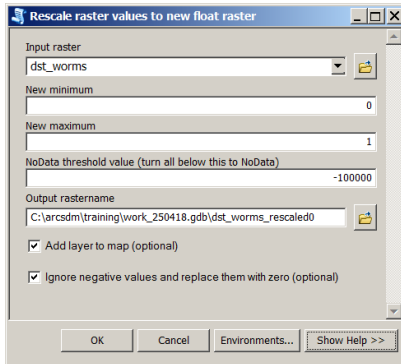 Rescale raster values to new float raster
Input raster
dst_worms
New minimum
0
New maximum
1
NoData threshold value (turn all below this to NoData)
-100000
Output rastername
C:\arcsdm\training\work_250418.gdb\dst_worms_rescaled0
Add layer to map (optional)
Ignore negative values and replace them with zero (optional)
OK Cancel Environments... Show Help >>